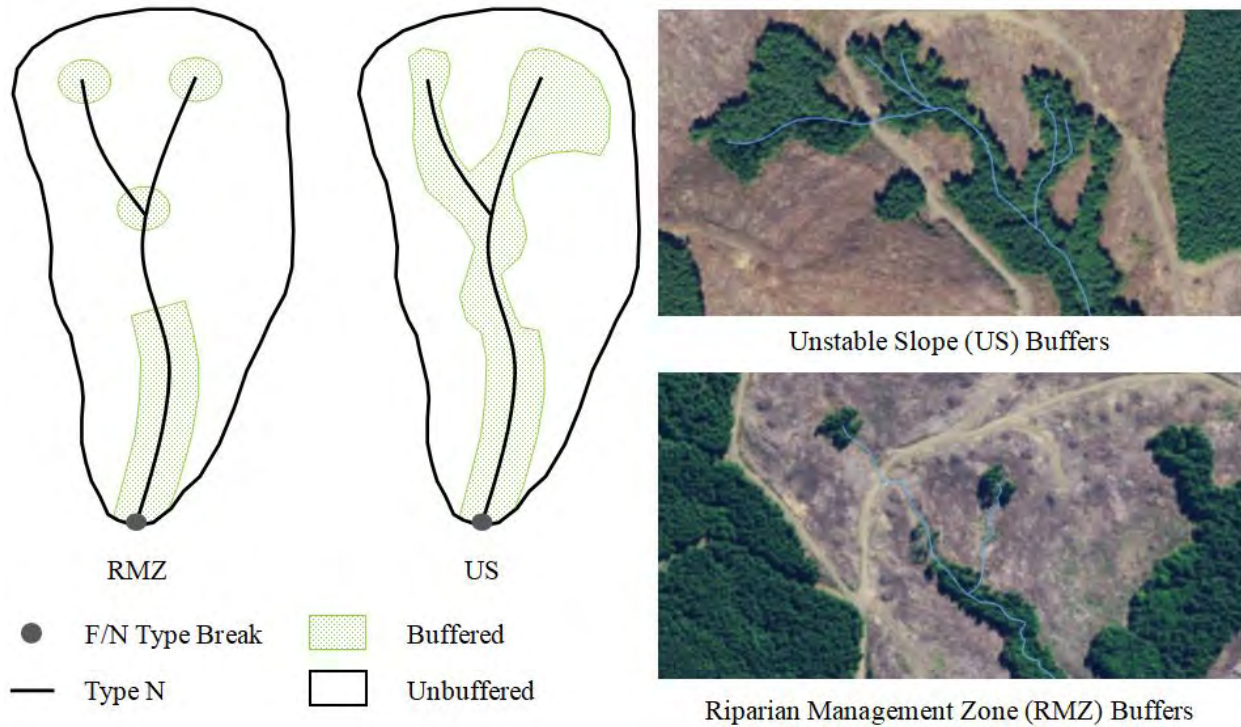 RMZ
US
F/N Type Break
Buffered
Type N
Unbuffered
Unstable Slope (US) Buffers
Riparian Management Zone (RMZ) Buffers